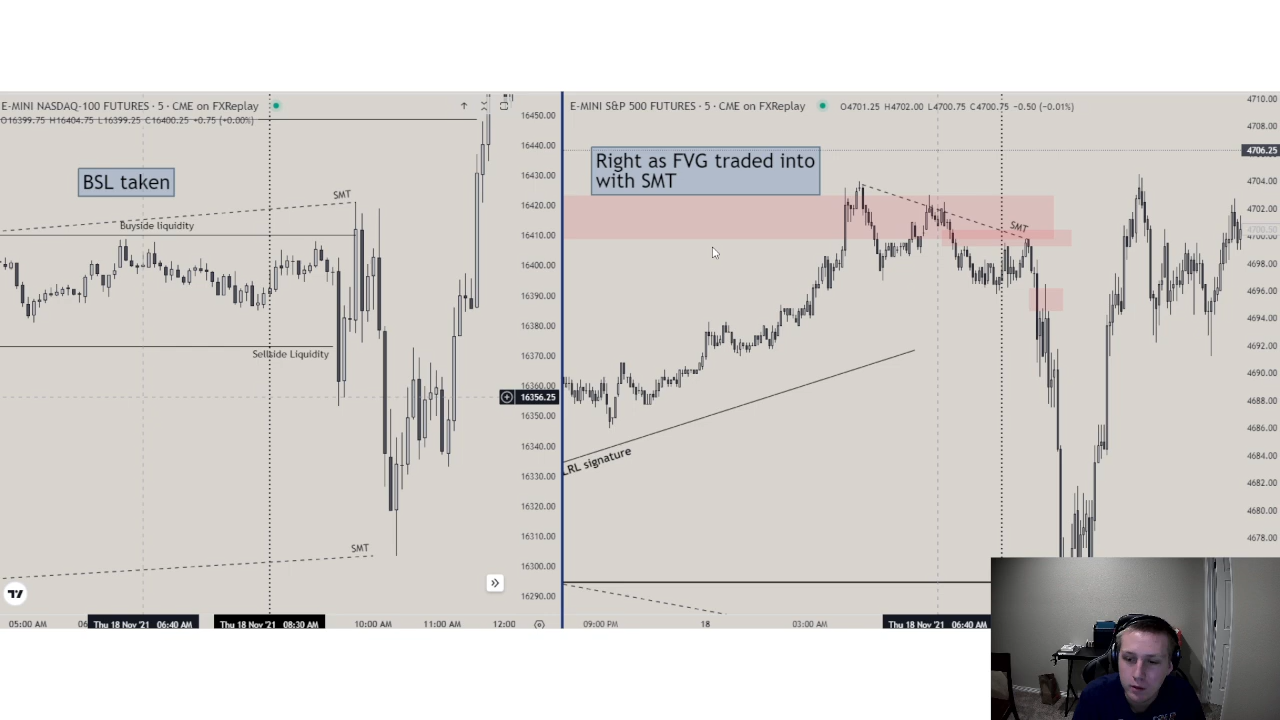 E-MINI NASDAQ-100 FUTURES · 5 · CME on FXReplay
O16399.75 H16404.75 L16399.25 C16400.25 +0.75 (+0.00%)
BSL taken
SMT
Buyside liquidity
Sellside Liquidity
SMT
16450.00
16440.00
16430.00
16420.00
16410.00
16400.00
16390.00
16380.00
16370.00
16360.00
16356.25
16350.00
16340.00
16330.00
16320.00
16310.00
16300.00
16290.00
05:00 AM
Thu 18 Nov '21 06:40 AM
Thu 18 Nov '21 08:30 AM
10:00 AM
11:00 AM
12:00
E-MINI S&P 500 FUTURES · 5 · CME on FXReplay
O4701.25 H4702.00 L4700.75 C4700.75 −0.50 (−0.01%)
Right as FVG traded into
with SMT
SMT
LRL signature
4710.00
4708.00
4706.25
4704.00
4702.00
4700.00
4698.00
4696.00
4694.00
4692.00
4690.00
4688.00
4686.00
4684.00
4682.00
4680.00
4678.00
09:00 PM
18
03:00 AM
Thu 18 Nov '21 06:40 AM